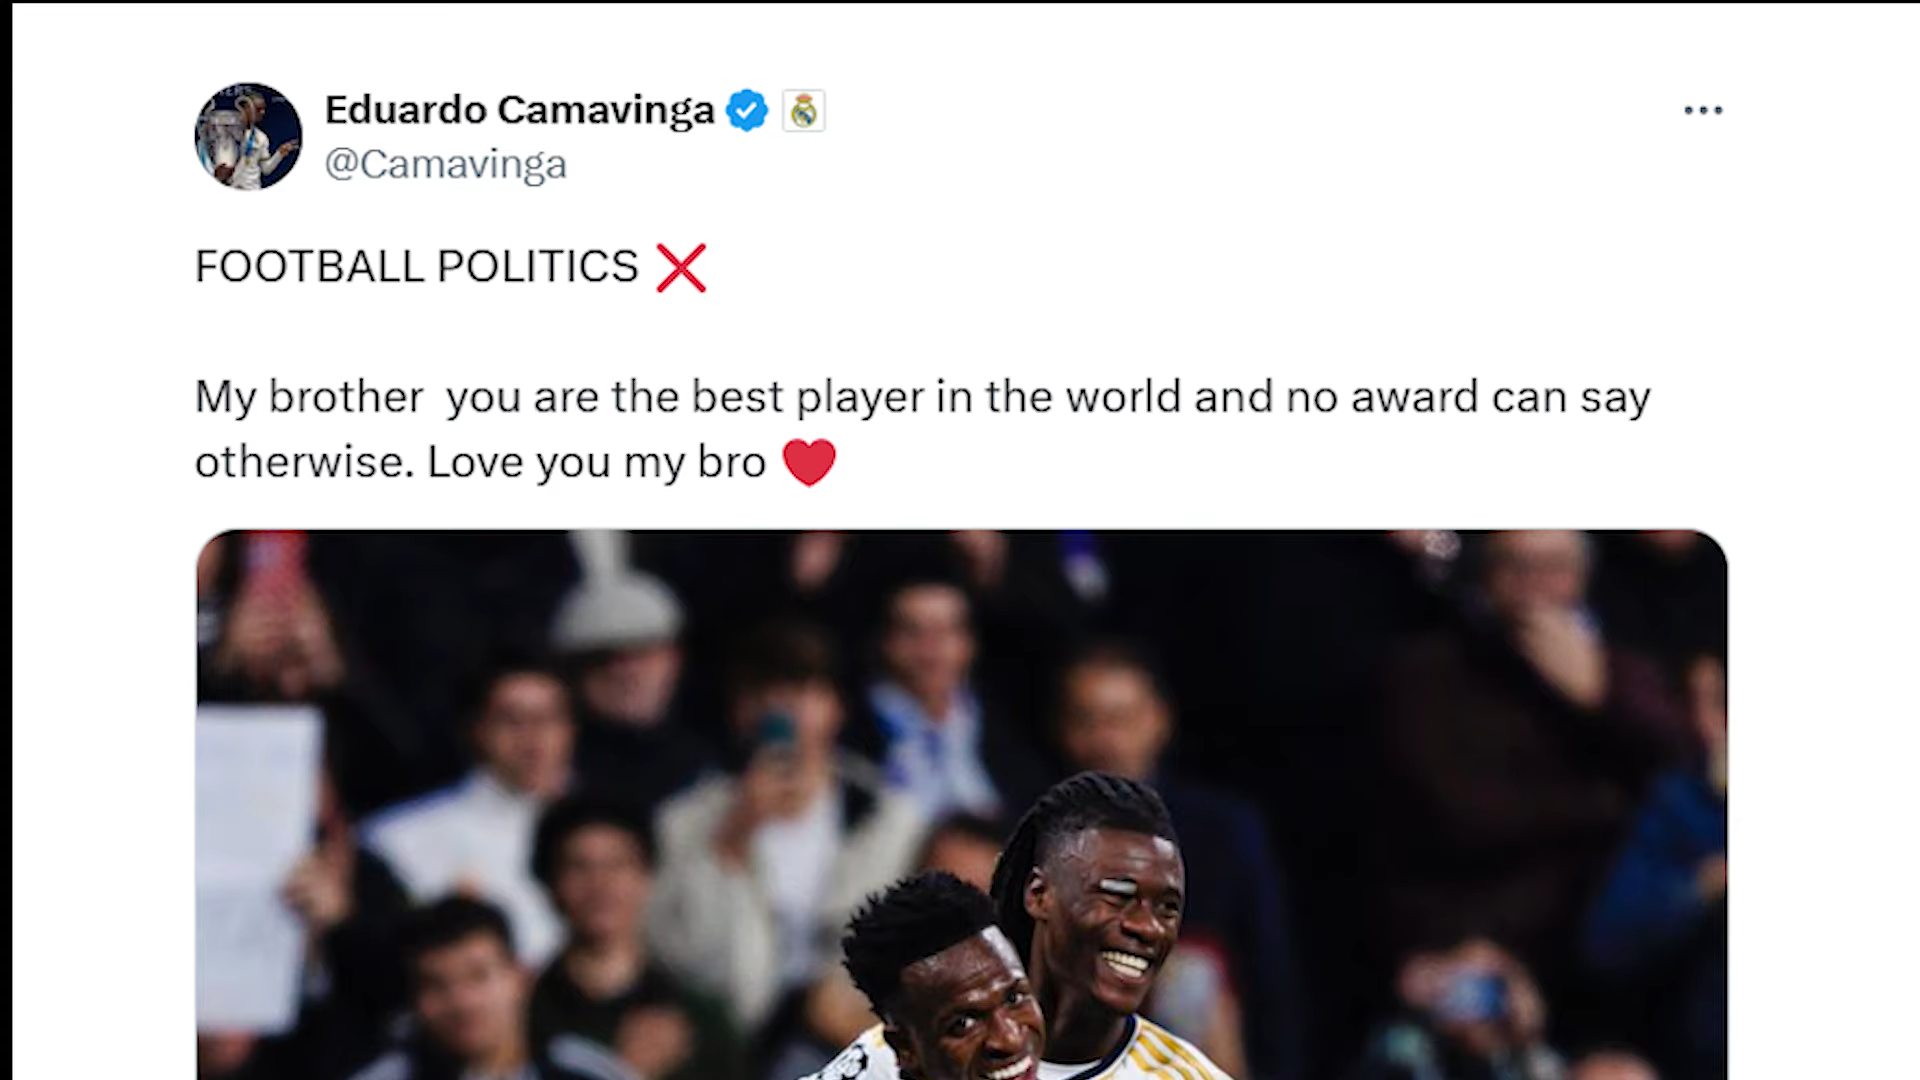 Eduardo Camavinga
@Camavinga
FOOTBALL POLITICS ❌
My brother  you are the best player in the world and no award can say
otherwise. Love you my bro ❤️